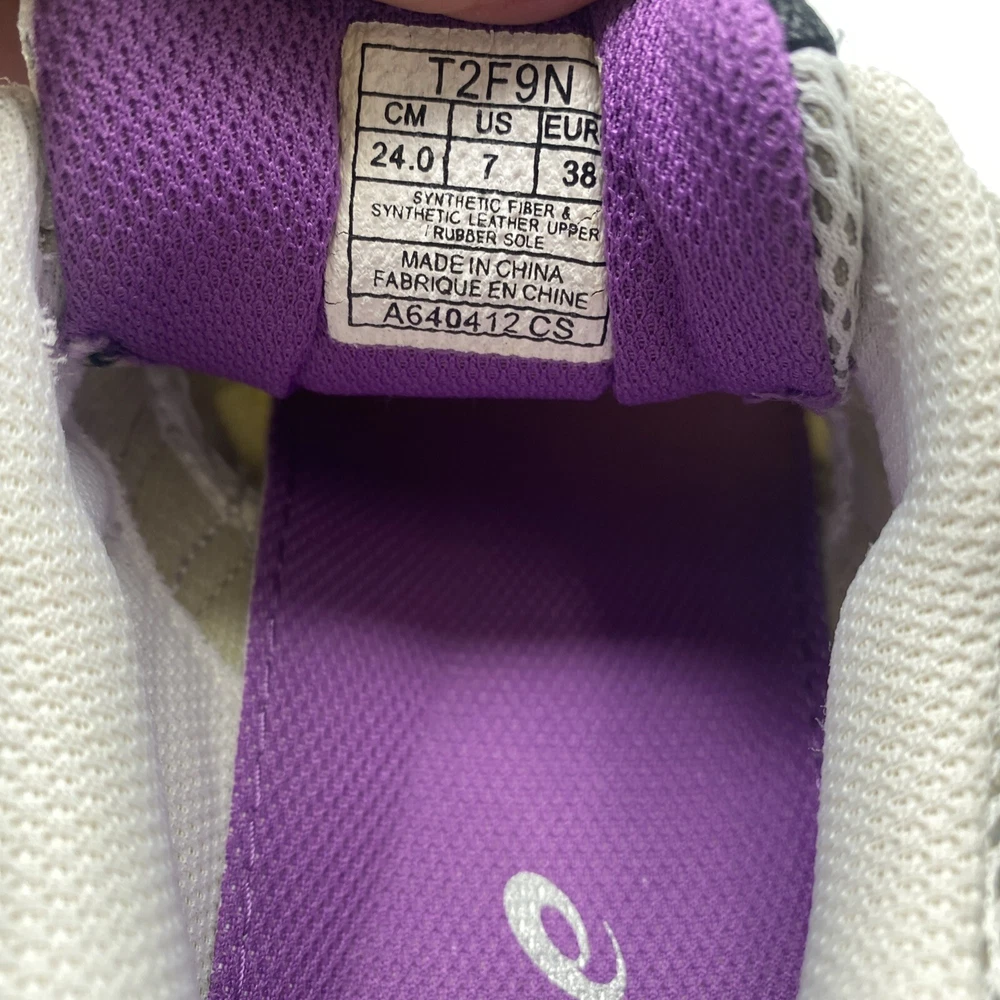 T2F9N
CM US EUR
24.0 7 38
SYNTHETIC FIBER &
SYNTHETIC LEATHER UPPER
/RUBBER SOLE
MADE IN CHINA
FABRIQUE EN CHINE
A640412 CS